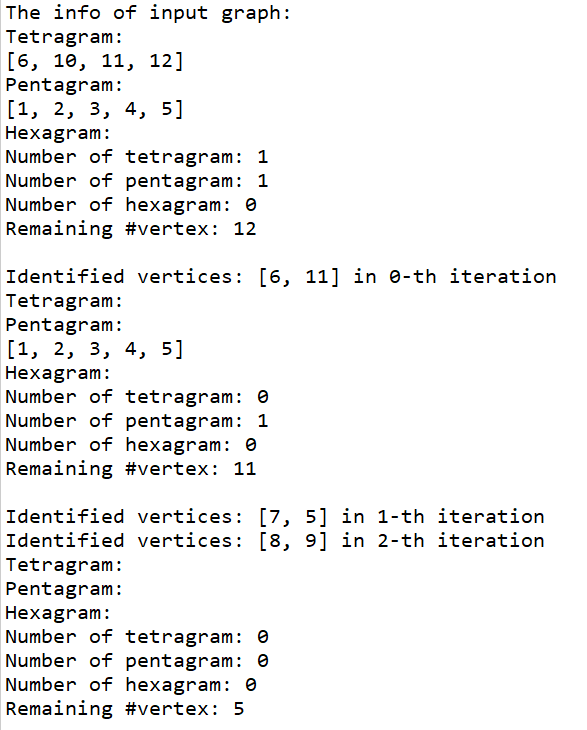 The info of input graph:
Tetragram:
[6, 10, 11, 12]
Pentagram:
[1, 2, 3, 4, 5]
Hexagram:
Number of tetragram: 1
Number of pentagram: 1
Number of hexagram: 0
Remaining #vertex: 12
Identified vertices: [6, 11] in 0-th iteration
Tetragram:
Pentagram:
[1, 2, 3, 4, 5]
Hexagram:
Number of tetragram: 0
Number of pentagram: 1
Number of hexagram: 0
Remaining #vertex: 11
Identified vertices: [7, 5] in 1-th iteration
Identified vertices: [8, 9] in 2-th iteration
Tetragram:
Pentagram:
Hexagram:
Number of tetragram: 0
Number of pentagram: 0
Number of hexagram: 0
Remaining #vertex: 5